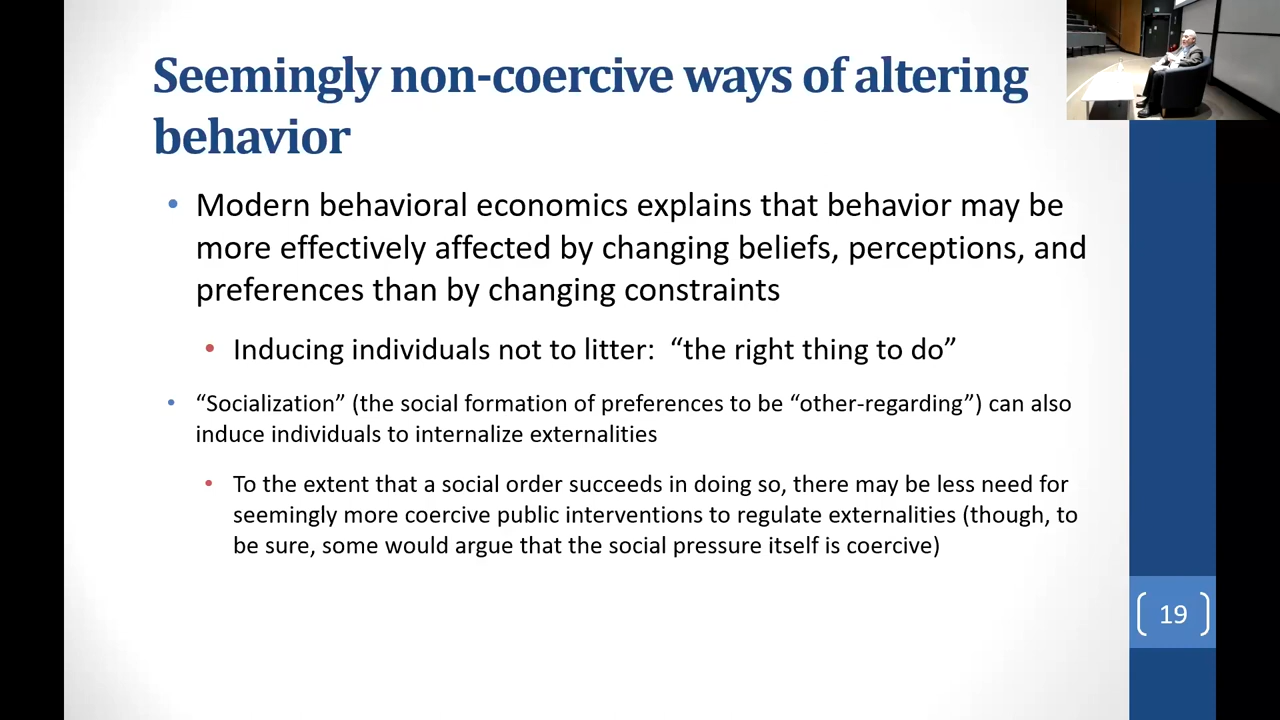 Seemingly non-coercive ways of altering
behavior
• Modern behavioral economics explains that behavior may be
more effectively affected by changing beliefs, perceptions, and
preferences than by changing constraints
• Inducing individuals not to litter: “the right thing to do”
• “Socialization” (the social formation of preferences to be “other-regarding”) can also
induce individuals to internalize externalities
• To the extent that a social order succeeds in doing so, there may be less need for
seemingly more coercive public interventions to regulate externalities (though, to
be sure, some would argue that the social pressure itself is coercive)
19